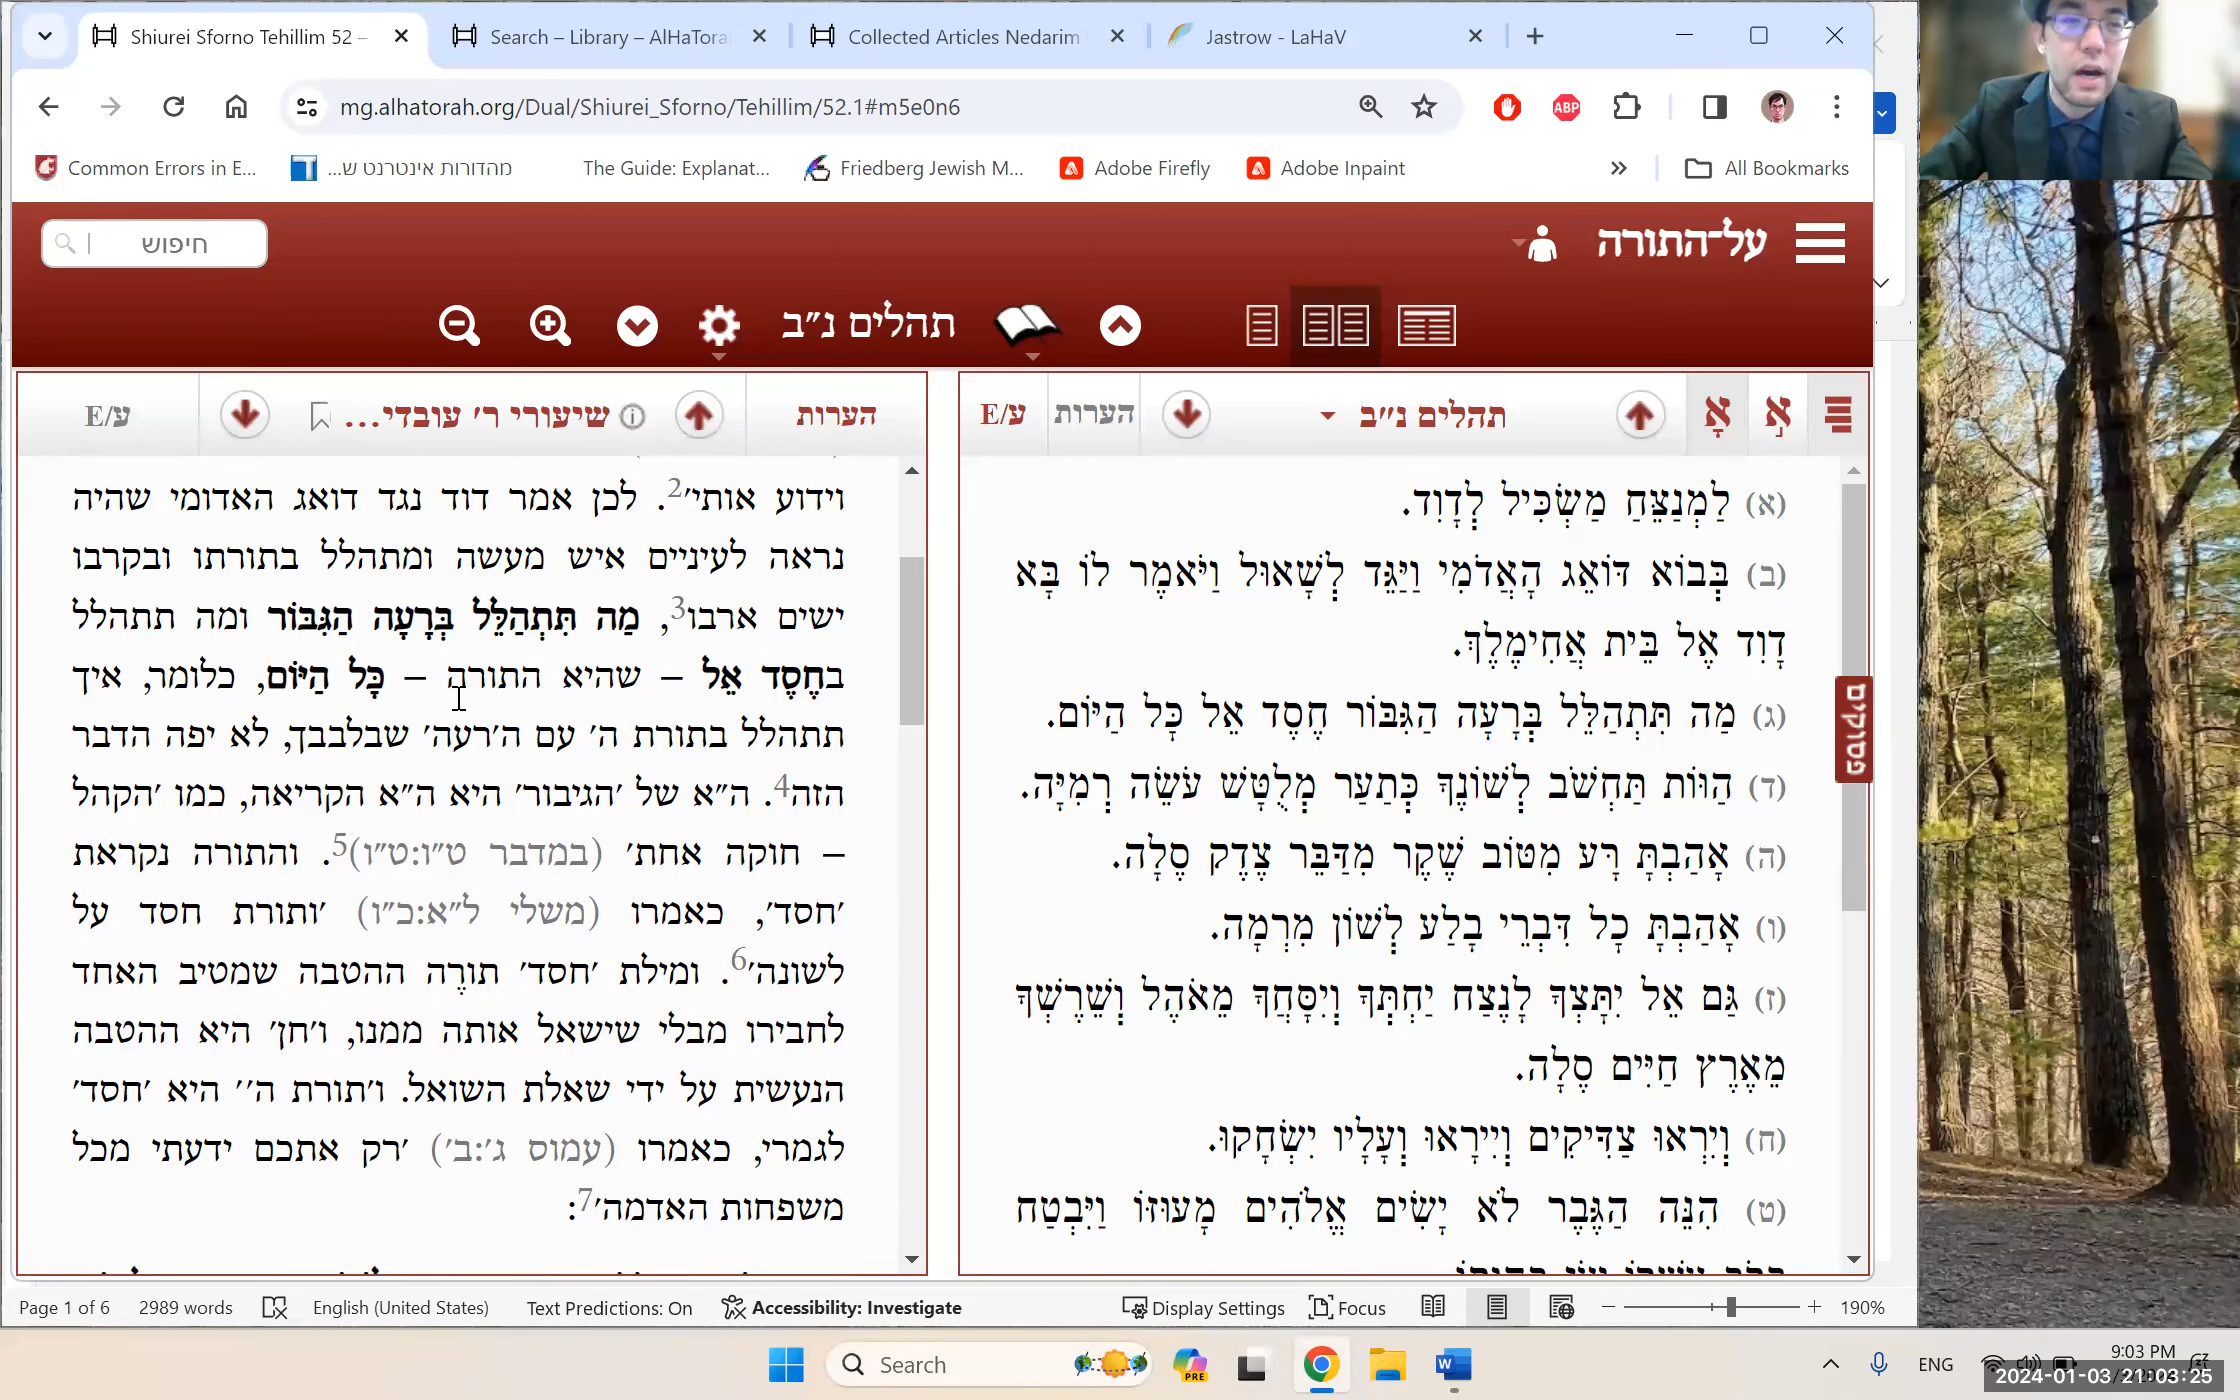 Shiurei Sforno Tehillim 52 –
Search – Library – AlHaTora
Collected Articles Nedarim
Jastrow - LaHaV
mg.alhatorah.org/Dual/Shiurei_Sforno/Tehillim/52.1#m5e0n6
ABP
Common Errors in E...
מהדורות אינטרנט ש...
The Guide: Explanat...
Friedberg Jewish M...
Adobe Firefly
Adobe Inpaint
All Bookmarks
על־התורה
חיפוש
תהלים נ״ב
תהלים נ״ב
הערות
ע/E
הערות
שיעורי ר׳ עובדי...
ע/E
(א) לַמְנַצֵּחַ מַשְׂכִּיל לְדָוִד.
(ב) בְּבוֹא דּוֹאֵג הָאֲדֹמִי וַיַּגֵּד לְשָׁאוּל וַיֹּאמֶר לוֹ בָּא
דָוִד אֶל בֵּית אֲחִימֶלֶךְ.
(ג) מַה תִּתְהַלֵּל בְּרָעָה הַגִּבּוֹר חֶסֶד אֵל כׇּל הַיּוֹם.
(ד) הַוּוֹת תַּחְשֹׁב לְשׁוֹנֶךָ כְּתַעַר מְלֻטָּשׁ עֹשֵׂה רְמִיָּה.
(ה) אָהַבְתָּ רָּע מִטּוֹב שֶׁקֶר מִדַּבֵּר צֶדֶק סֶלָה.
(ו) אָהַבְתָּ כׇל דִּבְרֵי בָלַע לְשׁוֹן מִרְמָה.
(ז) גַּם אֵל יִתׇּצְךָ לָנֶצַח יַחְתְּךָ וְיִסָּחֲךָ מֵאֹהֶל וְשֵׁרֶשְׁךָ
מֵאֶרֶץ חַיִּים סֶלָה.
(ח) וְיִרְאוּ צַדִּיקִים וְיִירָאוּ וְעָלָיו יִשְׂחָקוּ.
(ט) הִנֵּה הַגֶּבֶר לֹא יָשִׂים אֱלֹהִים מָעוּזּוֹ וַיִּבְטַח
פסוקים
וידוע אותי׳2. לכן אמר דוד נגד דואג האדומי שהיה
נראה לעיניים איש מעשה ומתהלל בתורתו ובקרבו
ישים ארבו3, מַה תִּתְהַלֵּל בְּרָעָה הַגִּבּוֹר ומה תתהלל
בחֶסֶד אֵל – שהיא התורה – כׇּל הַיּוֹם, כלומר, איך
תתהלל בתורת ה׳ עם ה׳רעה׳ שבלבבך, לא יפה הדבר
הזה4. ה״א של ׳הגיבור׳ היא ה״א הקריאה, כמו ׳הקהל
– חוקה אחת׳ (במדבר ט״ו:ט״ו)5. והתורה נקראת
׳חסד׳, כאמרו (משלי ל״א:כ״ו) ׳ותורת חסד על
לשונה׳6. ומילת ׳חסד׳ תורֶה ההטבה שמטיב האחד
לחבירו מבלי שישאל אותה ממנו, ו׳חן׳ היא ההטבה
הנעשית על ידי שאלת השואל. ו׳תורת ה׳׳ היא ׳חסד׳
לגמרי, כאמרו (עמוס ג׳:ב׳) ׳רק אתכם ידעתי מכל
משפחות האדמה׳7:
Page 1 of 6
2989 words
English (United States)
Text Predictions: On
Accessibility: Investigate
Display Settings
Focus
190%
Search
PRE
W
ENG
9:03 PM
2024-01-03 21:03:25